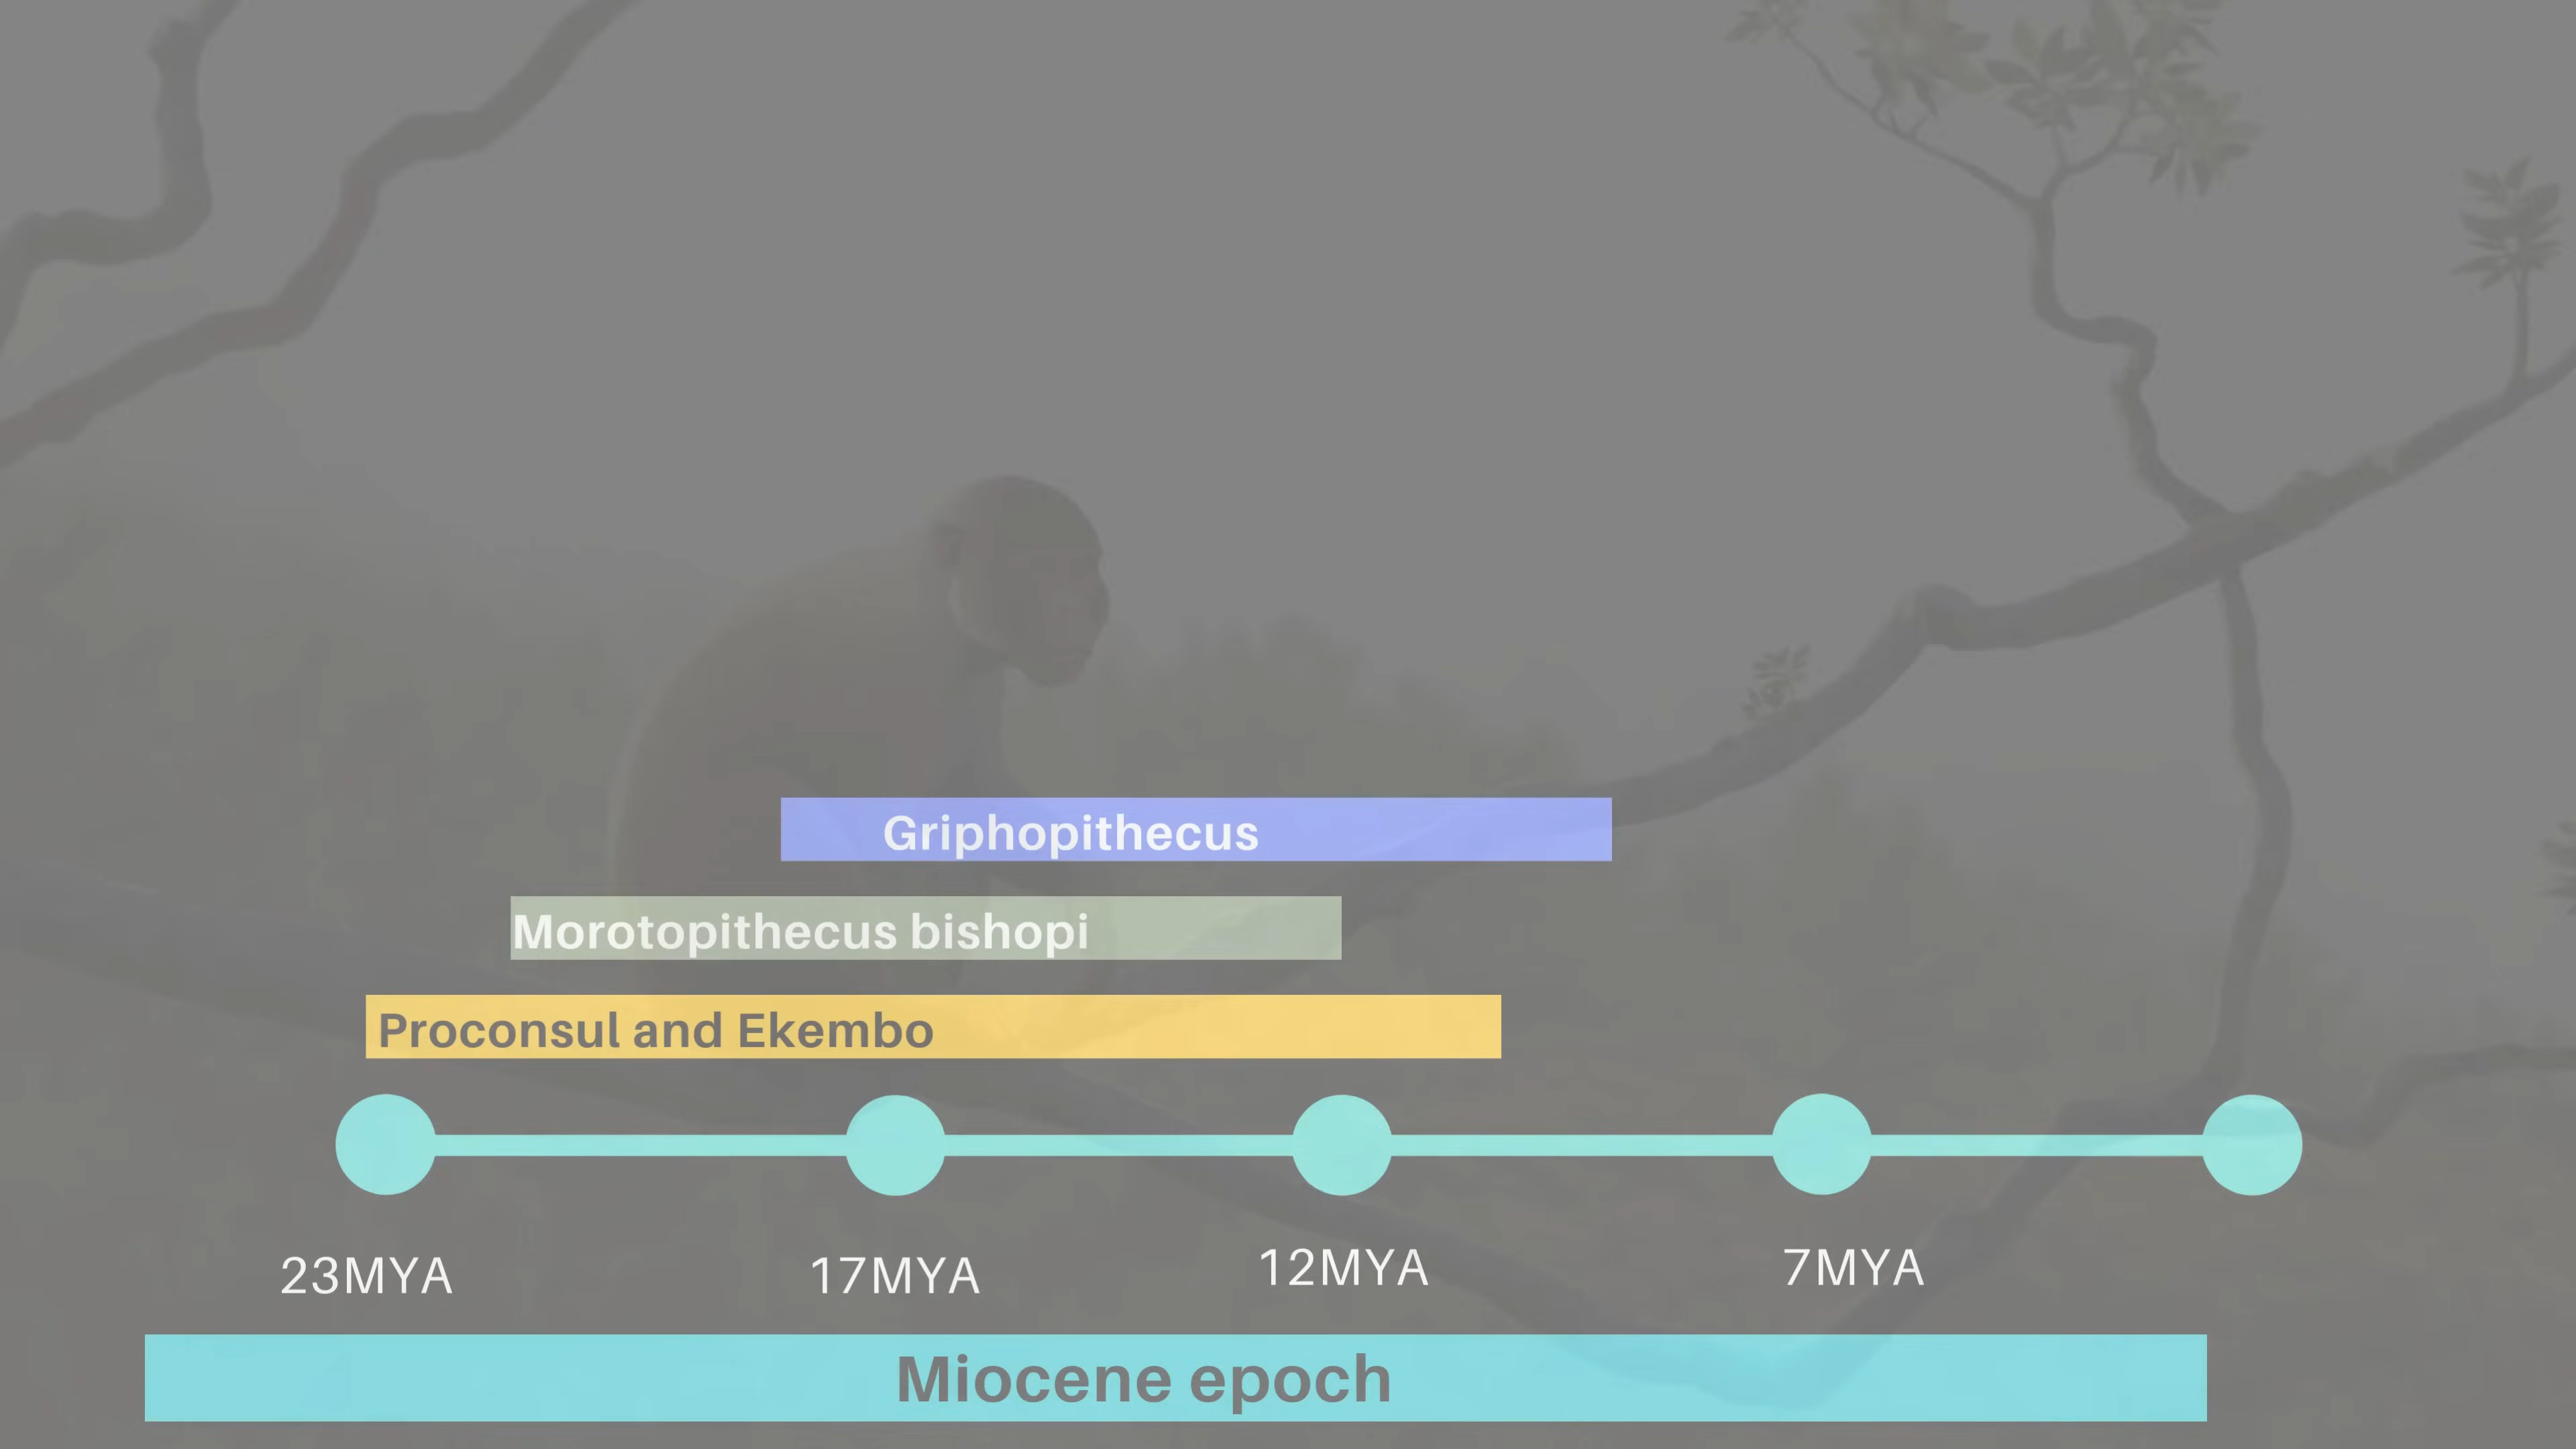 Griphopithecus
Morotopithecus bishopi
Proconsul and Ekembo
23MYA 17MYA 12MYA 7MYA
Miocene epoch